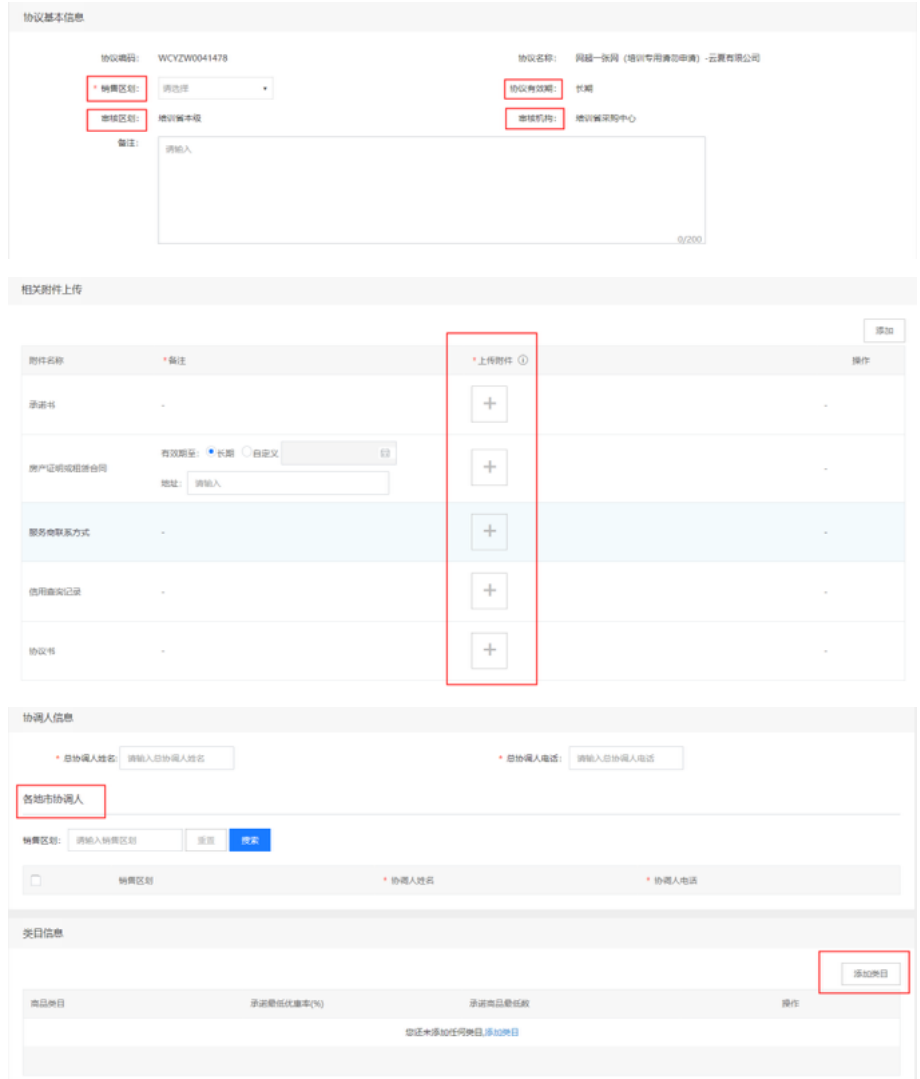 协议基本信息
协议编码: WCYZW0041478 协议名称: 网超一张网(培训专用请勿申请)-云蔓有限公司
* 销售区划: 请选择 协议有效期: 长期
审核区划: 培训省本级 审核机构: 培训省采购中心
备注: 请输入
0/200
相关附件上传
添加
附件名称 *备注 *上传附件 操作
承诺书 - -
有效期至: 长期 自定义
房产证明或租赁合同 -
地址: 请输入
服务商联系方式 - -
信用查询记录 - -
协议书 - -
协调人信息
* 总协调人姓名: 请输入总协调人姓名 * 总协调人电话: 请输入总协调人电话
各地市协调人
销售区划: 请输入销售区划 重置 搜索
销售区划 * 协调人姓名 * 协调人电话
类目信息
添加类目
商品类目 承诺最低优惠率(%) 承诺商品最低数 操作
您还未添加任何类目,添加类目